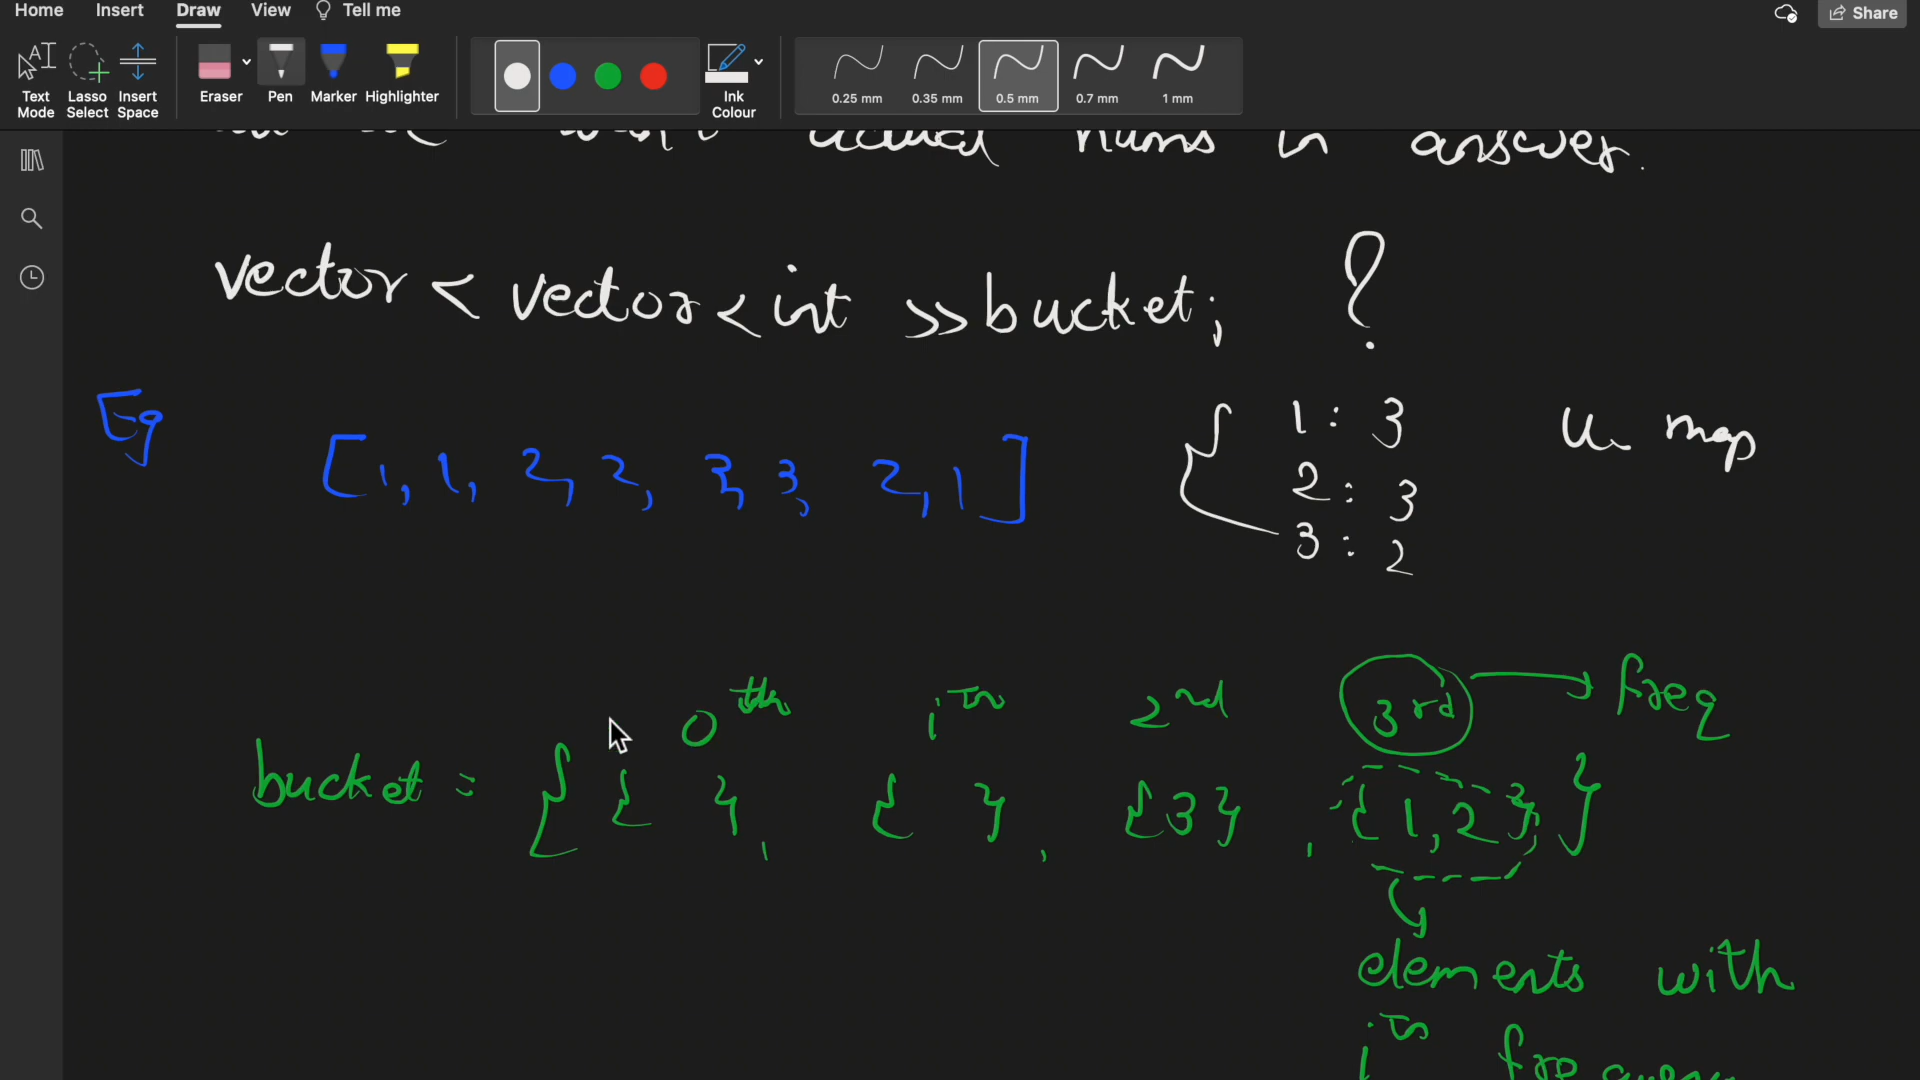 Home Insert Draw View Tell me Share
Text Mode Lasso Select Insert Space Eraser Pen Marker Highlighter Ink Colour 0.25 mm 0.35 mm 0.5 mm 0.7 mm 1 mm
actual nums in answer.
vector < vector < int >> bucket; ?
Eg [1, 1, 2, 2, 3, 3, 2, 1]
{ 1 : 3 U map
2 : 3
3 : 2
0th ith 2nd 3rd → freq
bucket = { { }, { }, {3}, {1, 2} }
elements with
ith